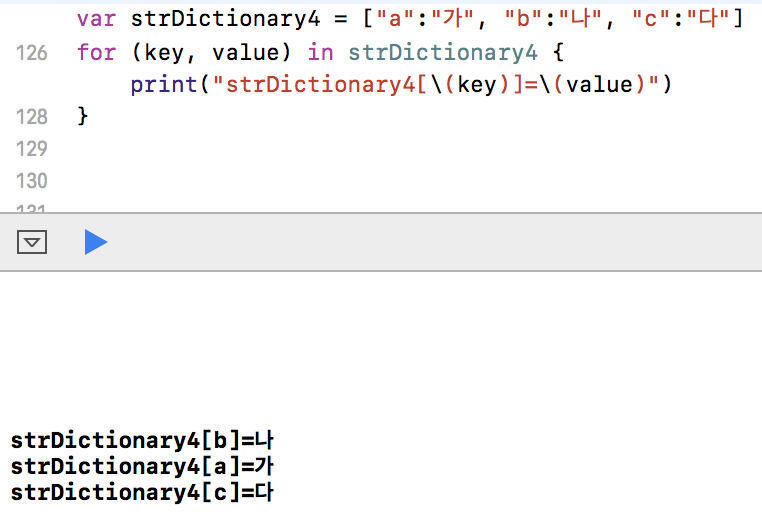 var strDictionary4 = ["a":"가", "b":"나", "c":"다"]
126 for (key, value) in strDictionary4 {
print("strDictionary4[\(key)]=\(value)")
128 }
129
130
131
strDictionary4[b]=나
strDictionary4[a]=가
strDictionary4[c]=다